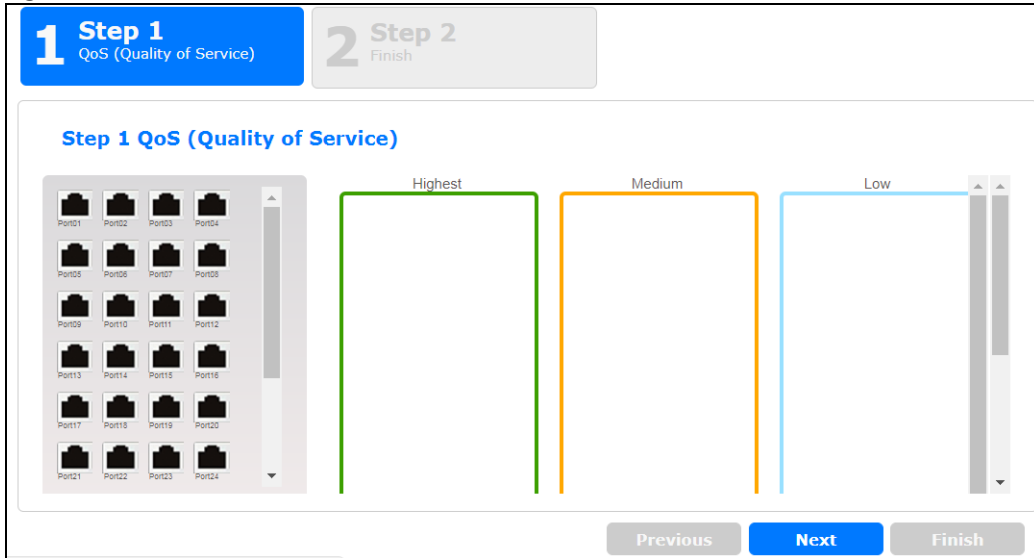 1 Step 1
QoS (Quality of Service)
2 Step 2
Finish
Step 1 QoS (Quality of Service)
Highest Medium Low
Port01 Port02 Port03 Port04
Port05 Port06 Port07 Port08
Port09 Port10 Port11 Port12
Port13 Port14 Port15 Port16
Port17 Port18 Port19 Port20
Port21 Port22 Port23 Port24
Previous Next Finish